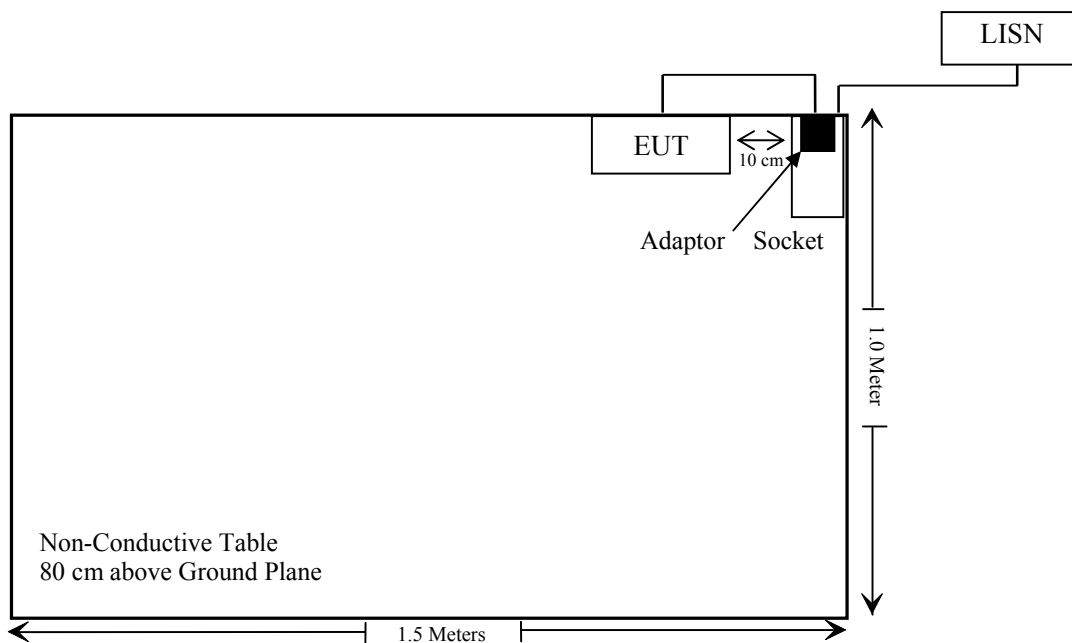 LISN
EUT
10 cm
Adaptor
Socket
1.0 Meter
Non-Conductive Table
80 cm above Ground Plane
1.5 Meters